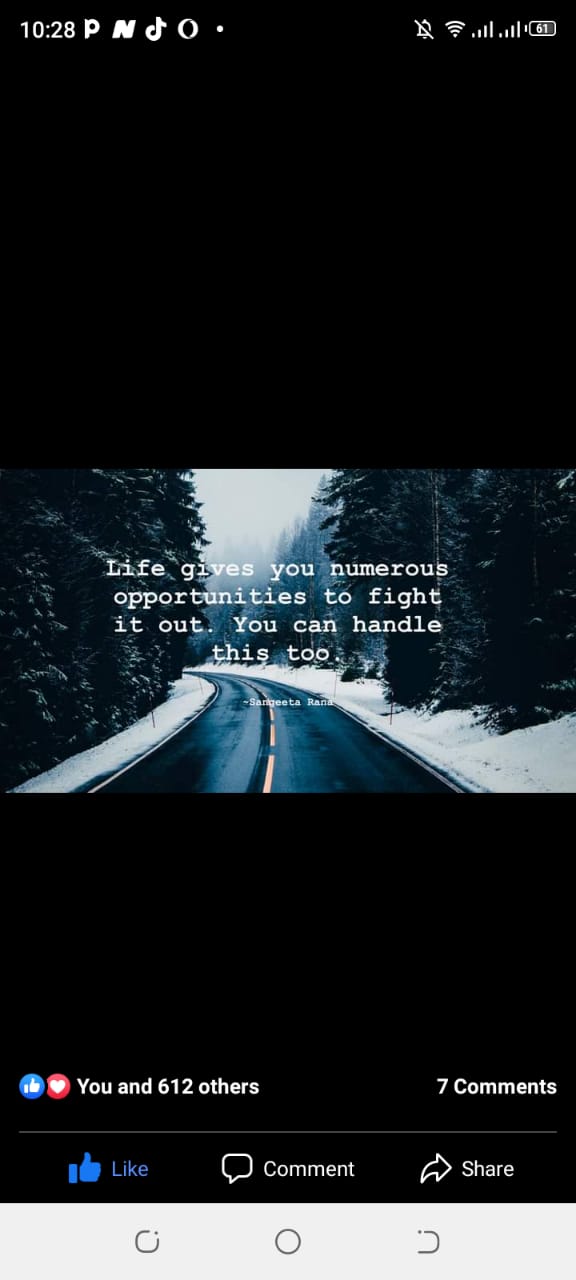 10:28
61
Life gives you numerous
opportunities to fight
it out. You can handle
this too.
~Sangeeta Rana
You and 612 others
7 Comments
Like
Comment
Share